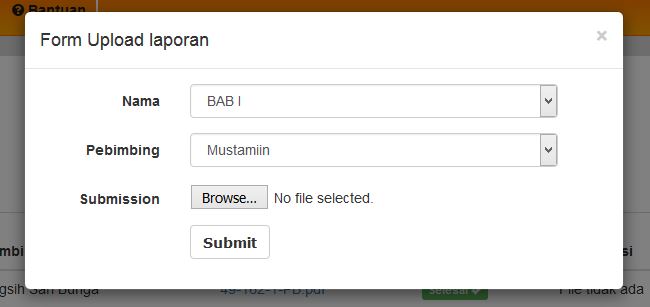 Bantuan
Form Upload laporan ×
Nama BAB I
Pebimbing Mustamiin
Submission Browse... No file selected.
Submit
mbi si
gsih Sari Bunga 49-162-1-PB.pdf Selesai File tidak ada